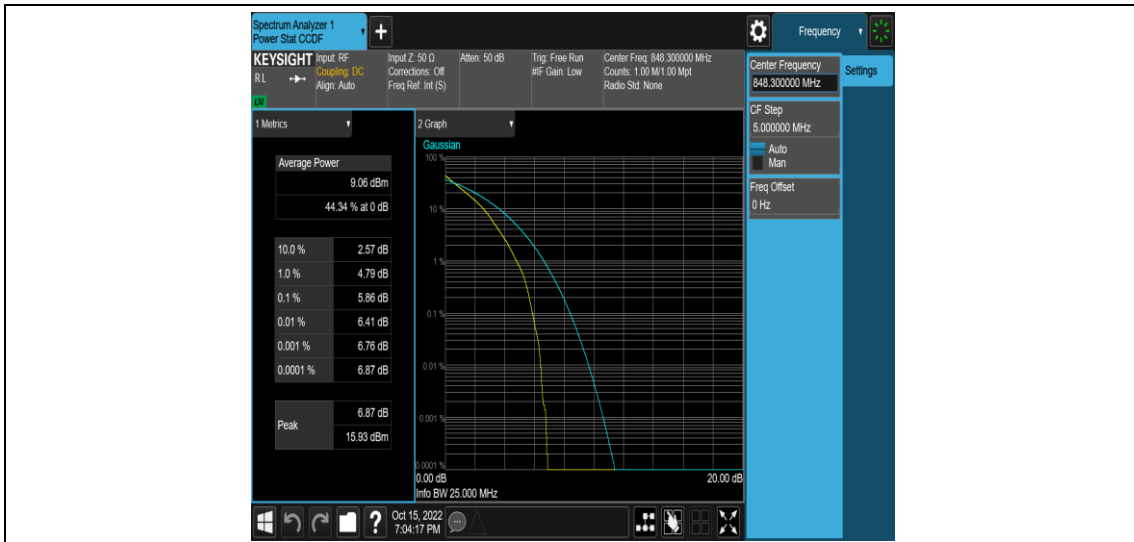 Spectrum Analyzer 1
Power Stat CCDF
Frequency
KEYSIGHT
RL
LXI
Input: RF
Coupling: DC
Align: Auto
Input Z: 50 Ω
Corrections: Off
Freq Ref: Int (S)
Atten: 50 dB
Trig: Free Run
#IF Gain: Low
Center Freq: 848.300000 MHz
Counts: 1.00 M/1.00 Mpt
Radio Std: None
Center Frequency
848.300000 MHz
Settings
CF Step
5.000000 MHz
Auto
Man
Freq Offset
0 Hz
1 Metrics
Average Power
9.06 dBm
44.34 % at 0 dB
10.0 % 2.57 dB
1.0 % 4.79 dB
0.1 % 5.86 dB
0.01 % 6.41 dB
0.001 % 6.76 dB
0.0001 % 6.87 dB
Peak 6.87 dB
15.93 dBm
2 Graph
Gaussian
100 %
10 %
1 %
0.1 %
0.01 %
0.001 %
0.0001 %
0.00 dB 20.00 dB
Info BW 25.000 MHz
?
Oct 15, 2022
7:04:17 PM